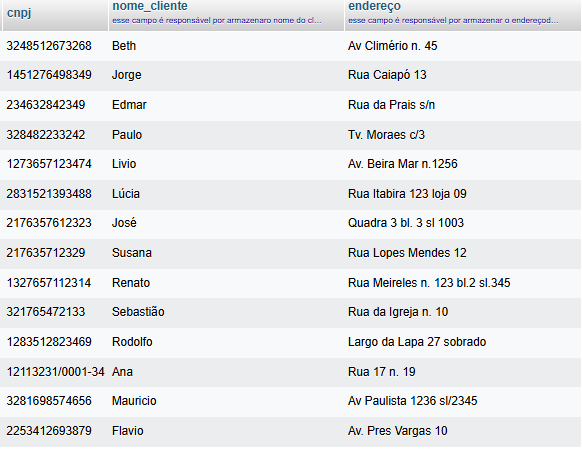 cnpj nome_cliente endereço
esse campo é responsável por armazenaro nome do cl... esse campo é responsável por armazenar o endereçod...
3248512673268 Beth Av Climério n. 45
1451276498349 Jorge Rua Caiapó 13
234632842349 Edmar Rua da Prais s/n
328482233242 Paulo Tv. Moraes c/3
1273657123474 Livio Av. Beira Mar n.1256
2831521393488 Lúcia Rua Itabira 123 loja 09
2176357612323 José Quadra 3 bl. 3 sl 1003
217635712329 Susana Rua Lopes Mendes 12
1327657112314 Renato Rua Meireles n. 123 bl.2 sl.345
321765472133 Sebastião Rua da Igreja n. 10
1283512823469 Rodolfo Largo da Lapa 27 sobrado
12113231/0001-34 Ana Rua 17 n. 19
3281698574656 Mauricio Av Paulista 1236 sl/2345
2253412693879 Flavio Av. Pres Vargas 10